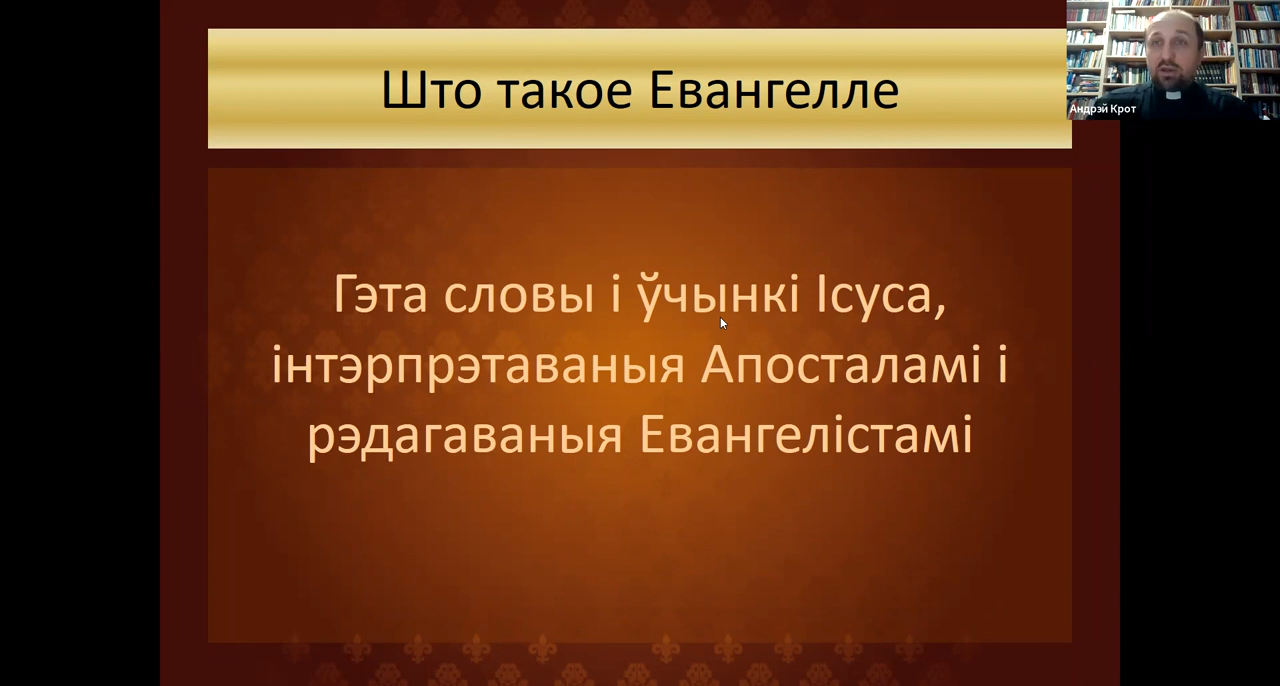 Што такое Евангелле
Андрэй Крот
Гэта словы і ўчынкі Ісуса,
інтэрпрэтаваныя Апосталамі і
рэдагаваныя Евангелістамі